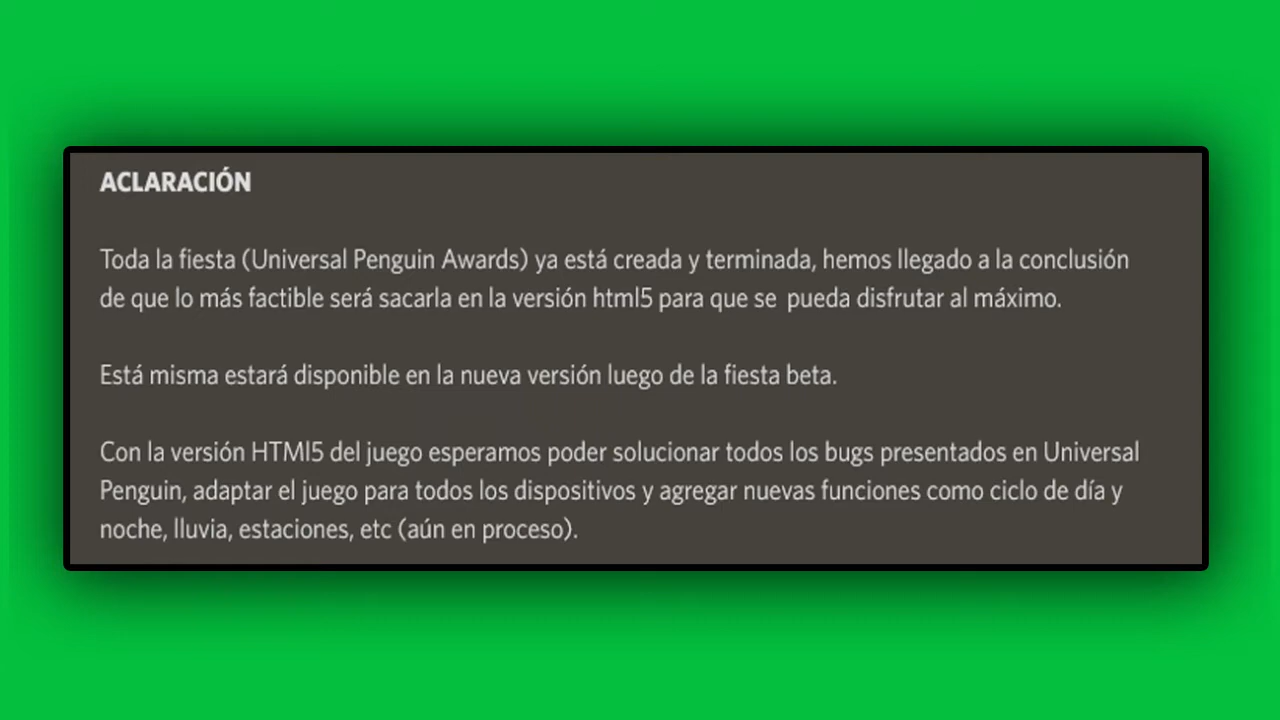 ACLARACIÓN
Toda la fiesta (Universal Penguin Awards) ya está creada y terminada, hemos llegado a la conclusión
de que lo más factible será sacarla en la versión html5 para que se pueda disfrutar al máximo.
Está misma estará disponible en la nueva versión luego de la fiesta beta.
Con la versión HTMl5 del juego esperamos poder solucionar todos los bugs presentados en Universal
Penguin, adaptar el juego para todos los dispositivos y agregar nuevas funciones como ciclo de día y
noche, lluvia, estaciones, etc (aún en proceso).